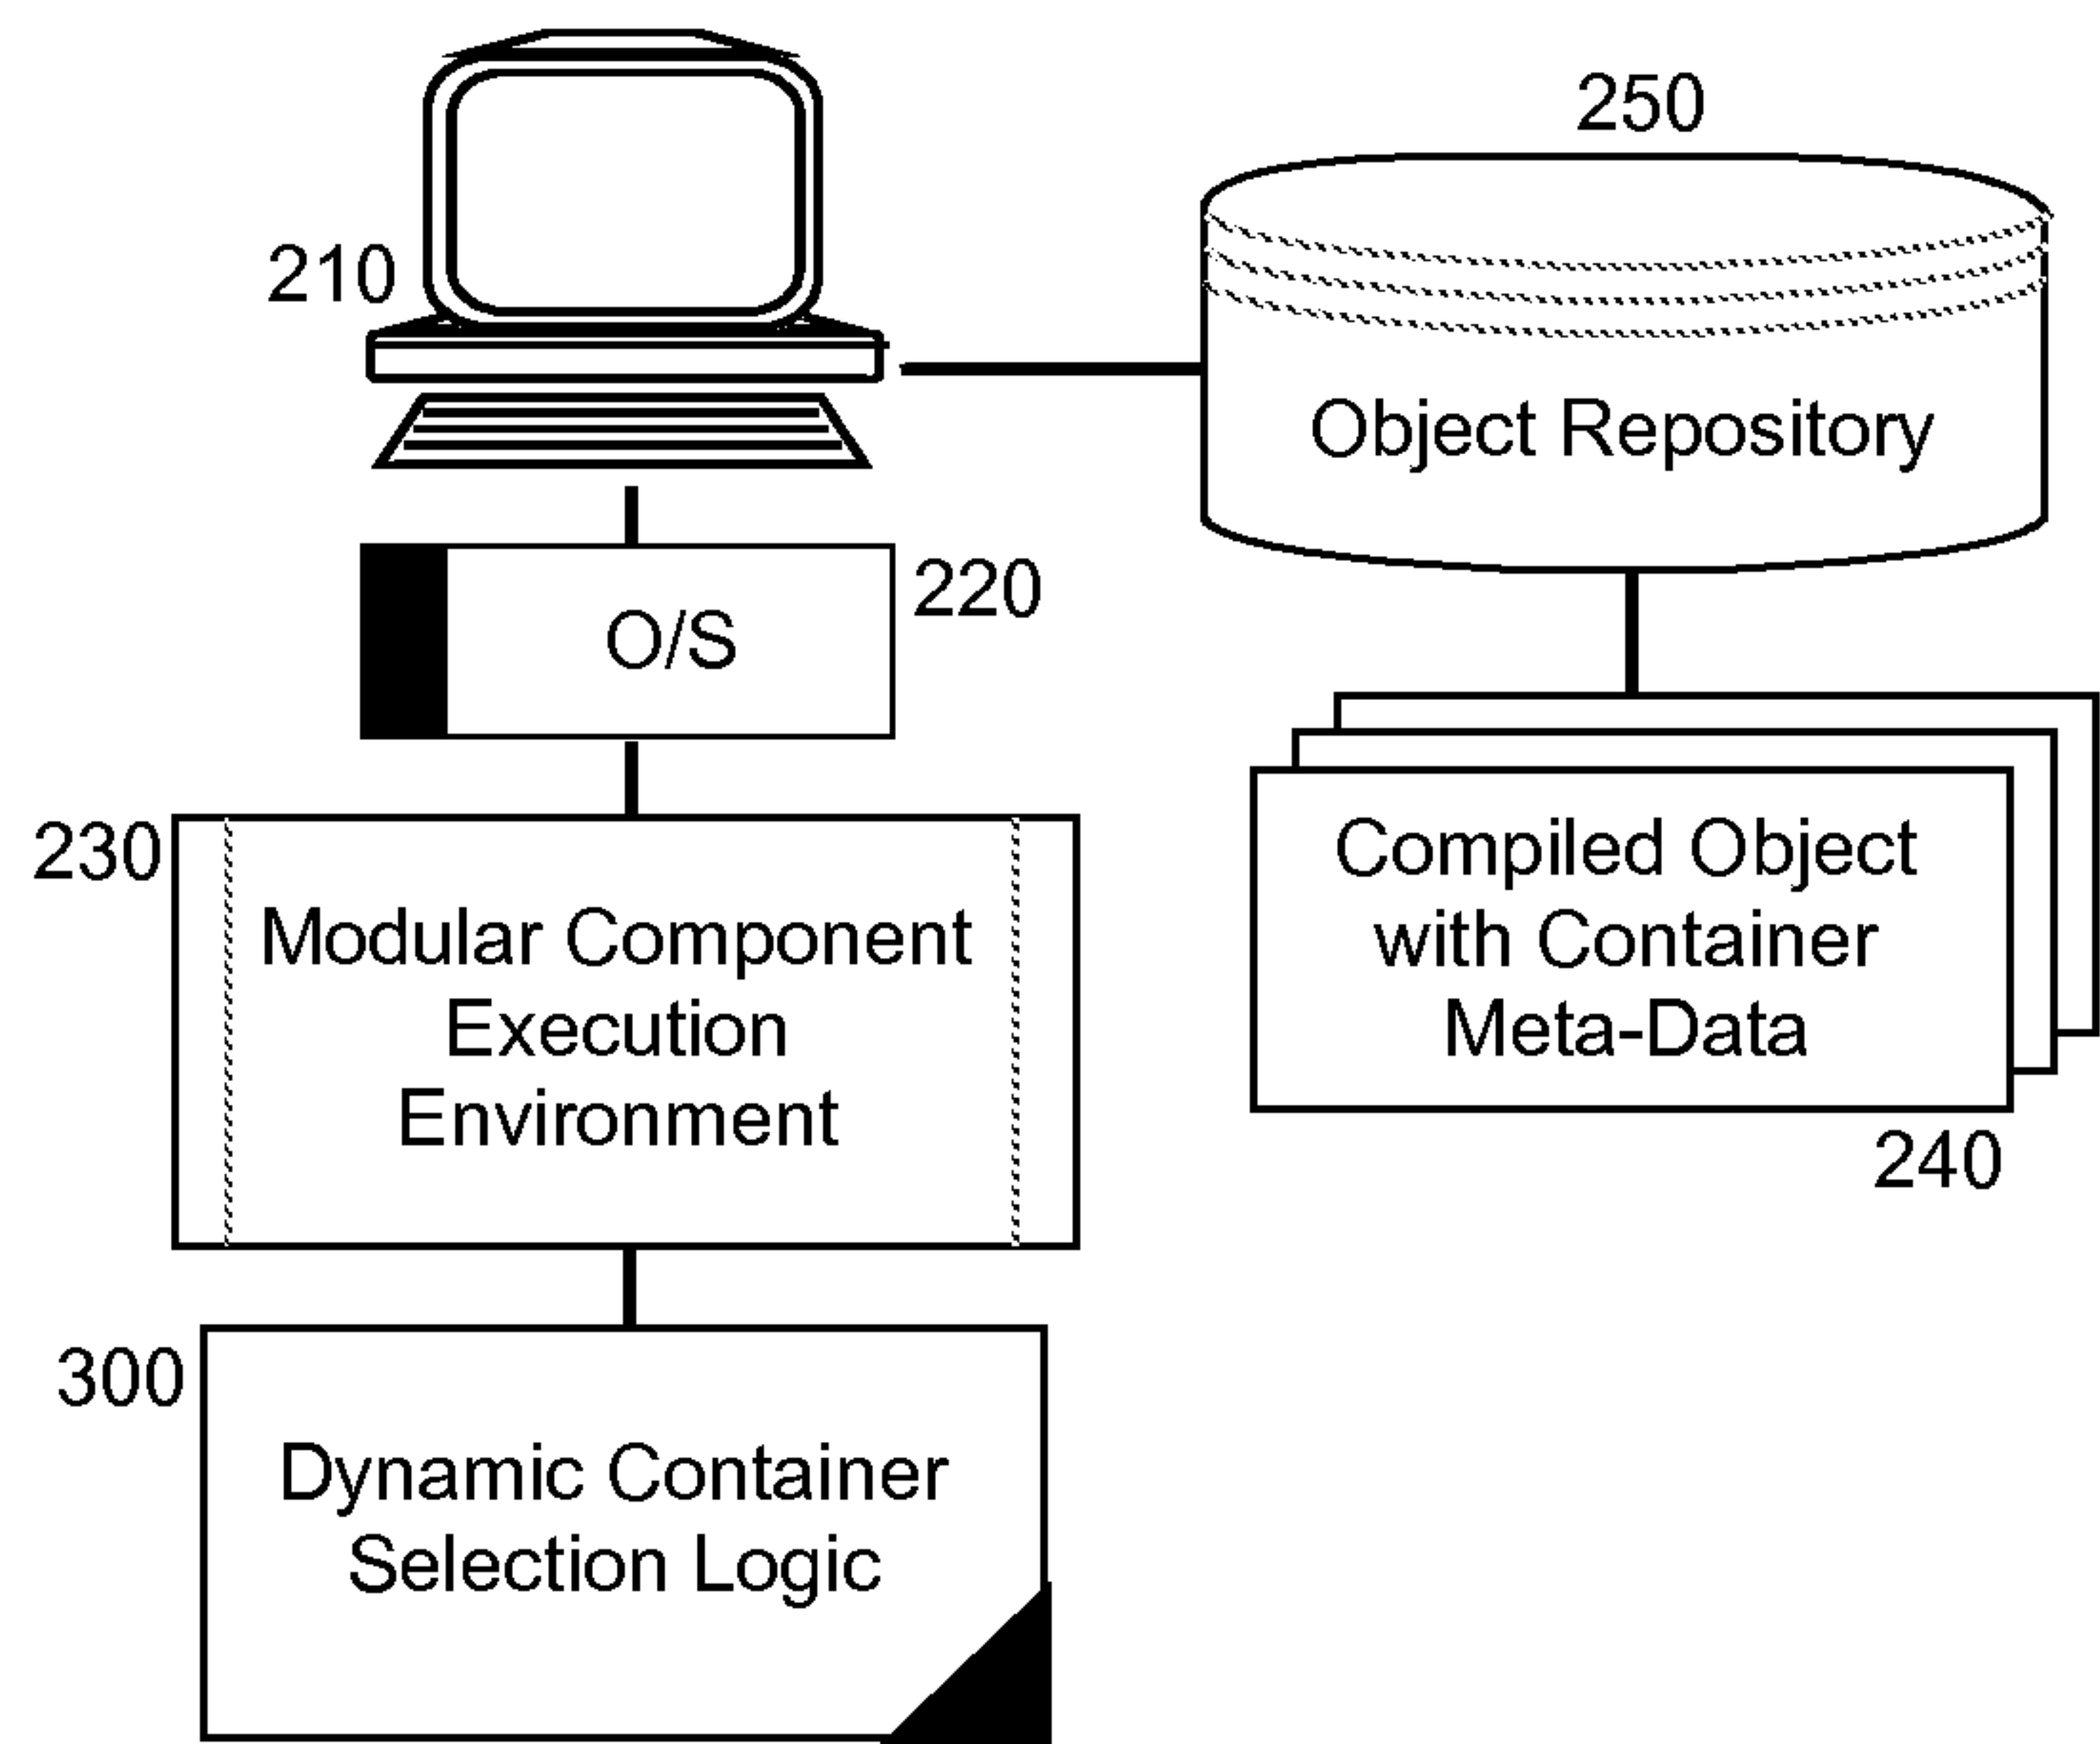 250
210
Object Repository
220
O/S
230
Modular Component
Execution
Environment
Compiled Object
with Container
Meta-Data
240
300
Dynamic Container
Selection Logic